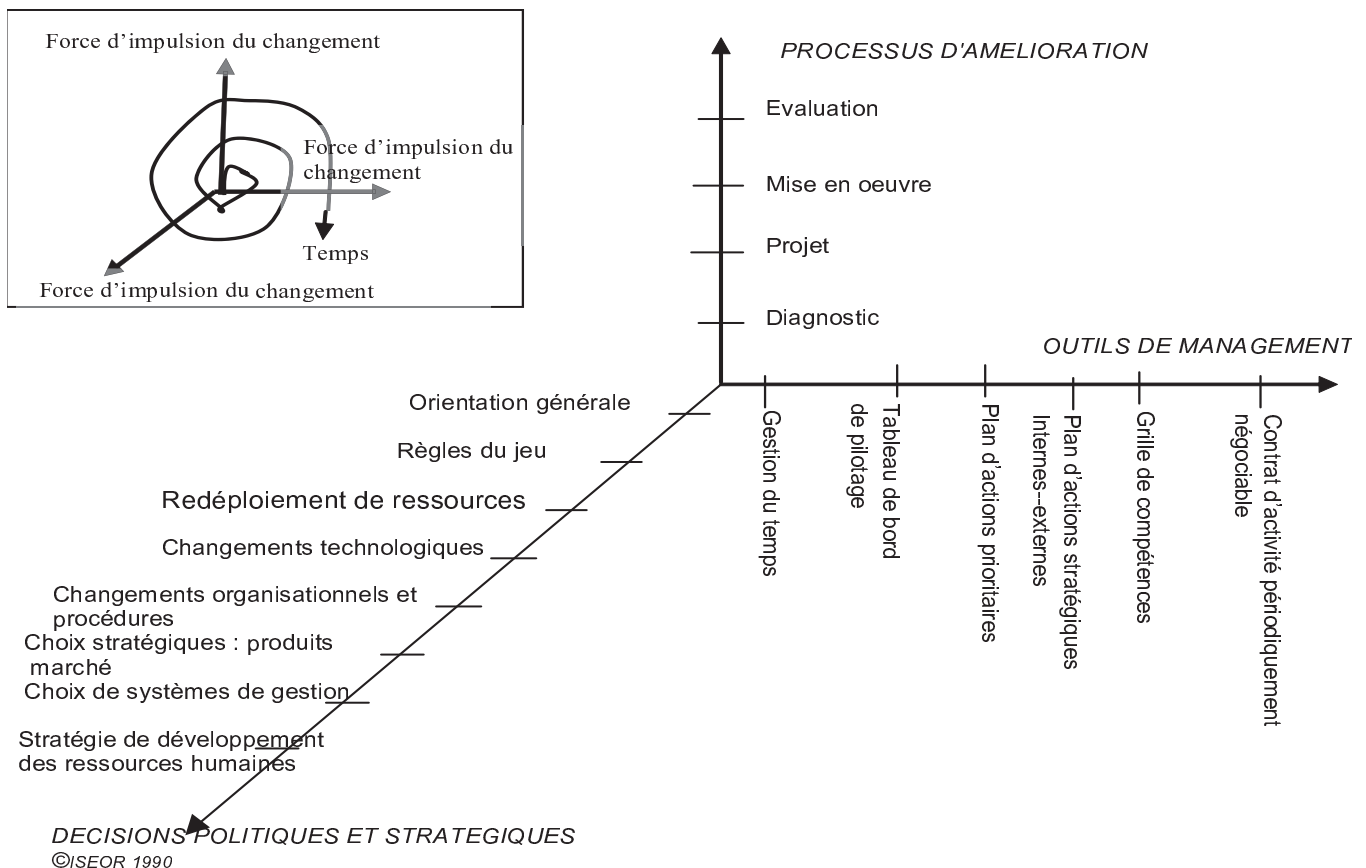 Force d'impulsion du changement
Force d'impulsion du
changement
Temps
Force d'impulsion du changement
PROCESSUS D'AMELIORATION
Evaluation
Mise en oeuvre
Projet
Diagnostic
OUTILS DE MANAGEMENT
Gestion du temps
Tableau de bord
de pilotage
Plan d'actions prioritaires
Plan d'actions stratégiques
Internes--externes
Grille de compétences
Contrat d'activité périodiquement
négociable
Orientation générale
Règles du jeu
Redéploiement de ressources
Changements technologiques
Changements organisationnels et
procédures
Choix stratégiques : produits
marché
Choix de systèmes de gestion
Stratégie de développement
des ressources humaines
DECISIONS POLITIQUES ET STRATEGIQUES
©ISEOR 1990